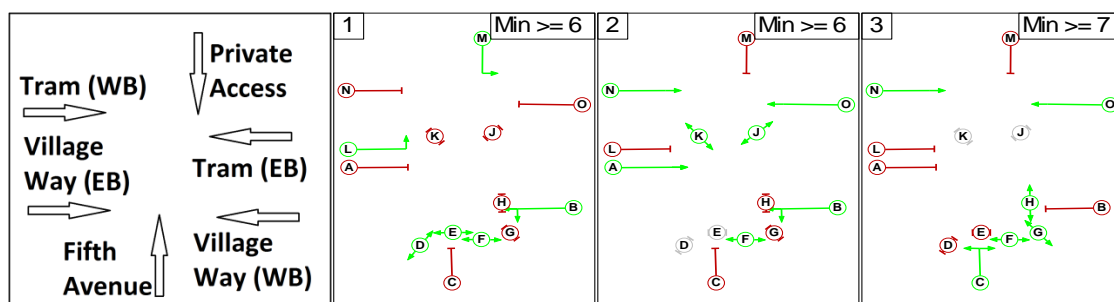 Private
Access
Tram (WB)
Village
Way (EB)
Tram (EB)
Fifth
Avenue
Village
Way (WB)
1
Min >= 6
M
N
O
K
J
L
A
H
B
G
E
F
D
C
2
Min >= 6
M
N
O
K
J
L
A
H
B
G
E
F
D
C
3
Min >= 7
M
N
O
K
J
L
A
H
B
G
E
F
D
C